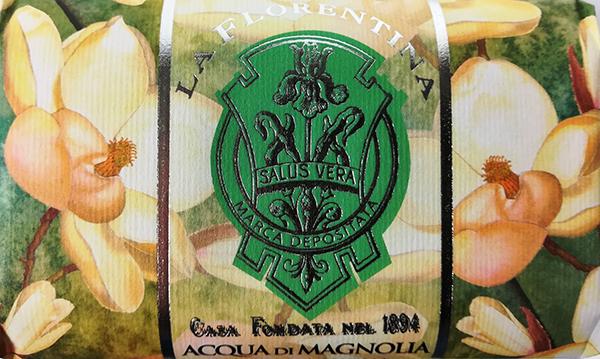 LA FLORENTINA
SALUS VERA
MARCA DEPOSITATA
CASA FONDATA NEL 1894
ACQUA DI MAGNOLIA